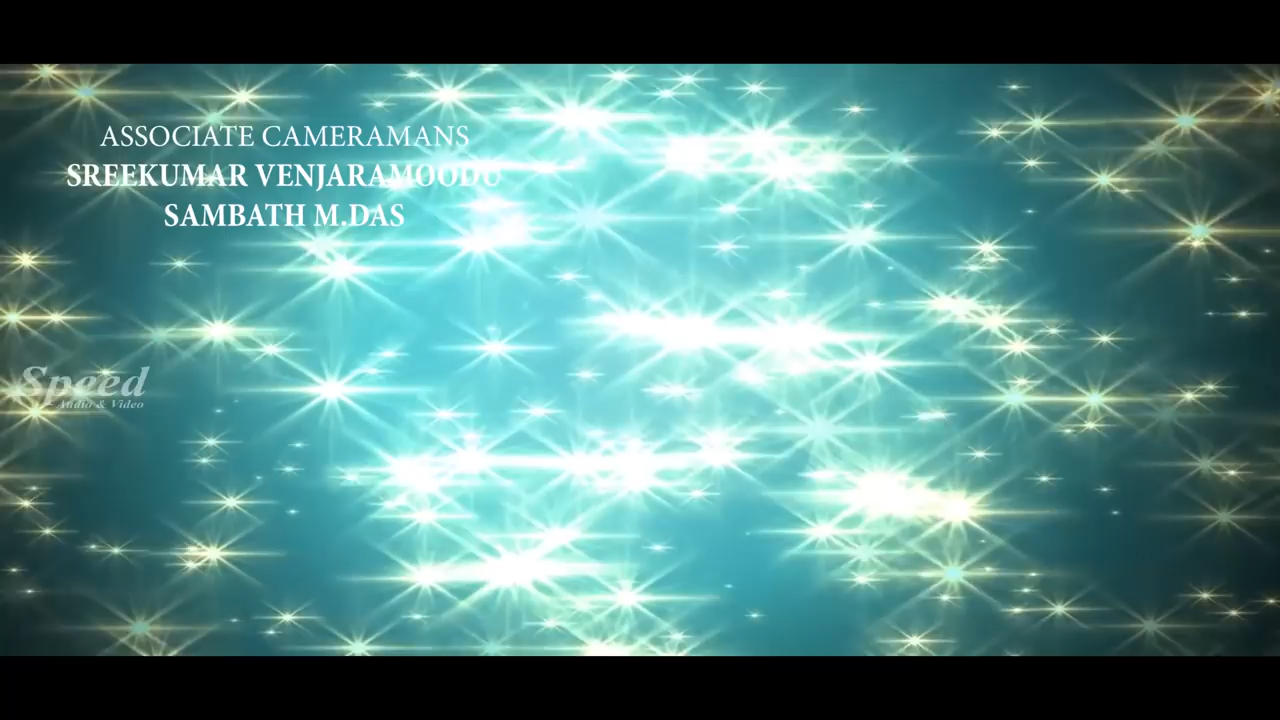 ASSOCIATE CAMERAMANS
SREEKUMAR VENJARAMOODU
SAMBATH M.DAS
Speed
Audio & Video